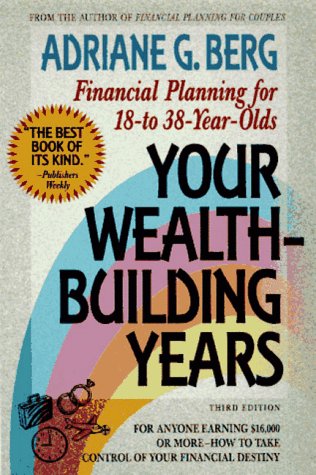 FROM THE AUTHOR OF FINANCIAL PLANNING FOR COUPLES
ADRIANE G. BERG
Financial Planning for
18-to 38-Year-Olds
"THE BEST
BOOK OF
ITS KIND."
–Publishers
Weekly
YOUR
WEALTH-
BUILDING
YEARS
THIRD EDITION
FOR ANYONE EARNING $16,000
OR MORE–HOW TO TAKE
CONTROL OF YOUR FINANCIAL DESTINY